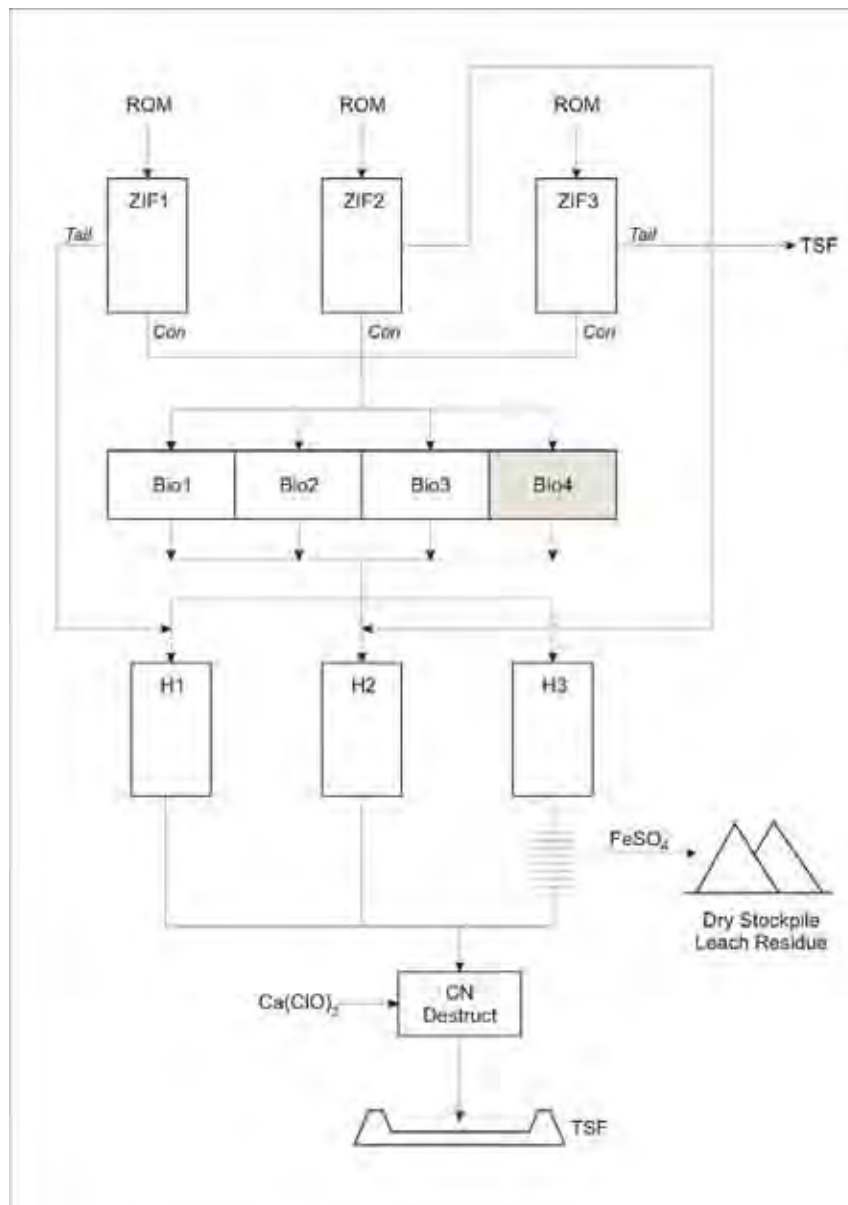 ROM
ROM
ROM
ZIF1
ZIF2
ZIF3
Tail
Tail
TSF
Con
Con
Con
Bio1
Bio2
Bio3
Bio4
H1
H2
H3
FeSO₄
Dry Stockpile
Leach Residue
Ca(ClO)₂
CN
Destruct
TSF